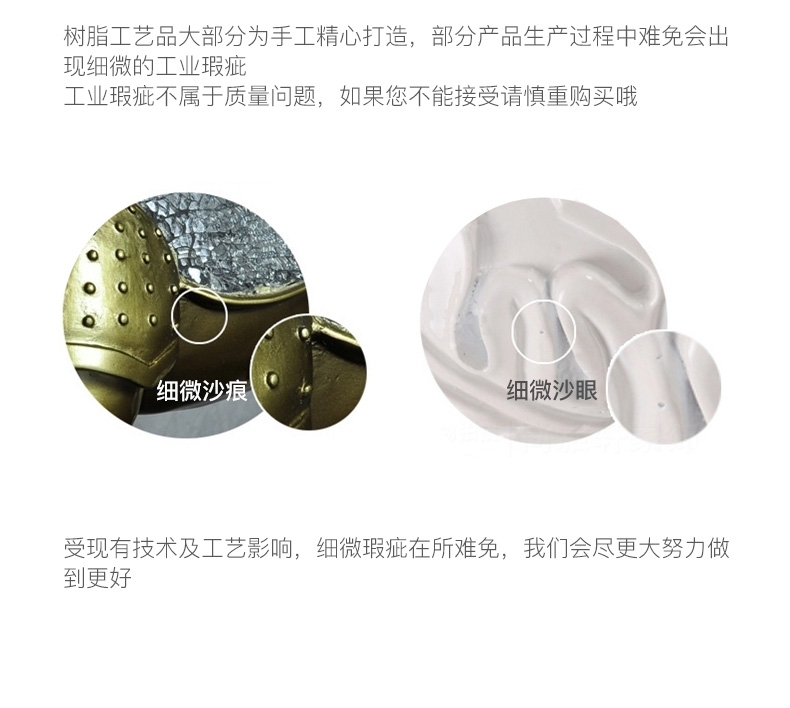 树脂工艺品大部分为手工精心打造，部分产品生产过程中难免会出
现细微的工业瑕疵
工业瑕疵不属于质量问题，如果您不能接受请慎重购买哦
细微沙痕
细微沙眼
受现有技术及工艺影响，细微瑕疵在所难免，我们会尽更大努力做
到更好